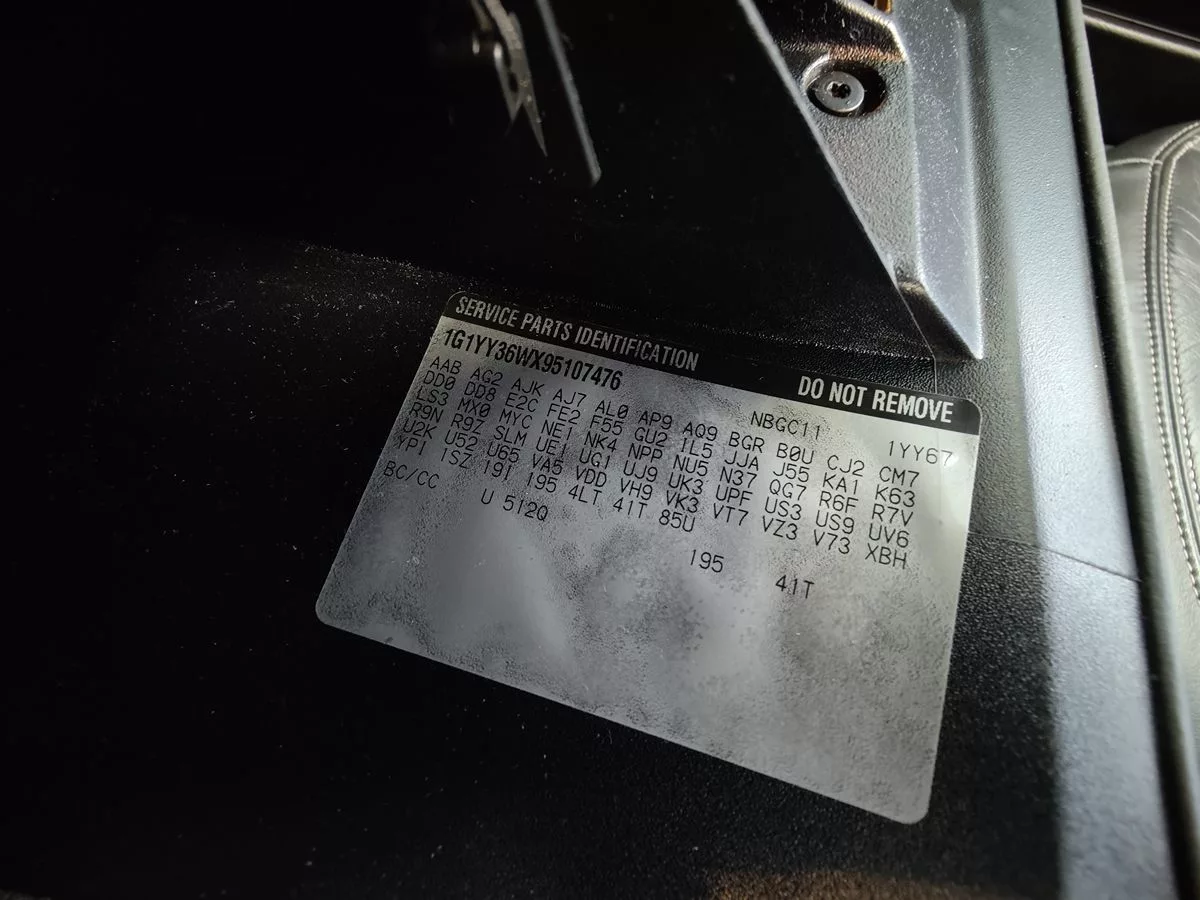 SERVICE PARTS IDENTIFICATION DO NOT REMOVE
1G1YY36WX95107476 NBGC11 1YY67
AAB AG2 AJK AJ7 AL0 AP9 AQ9 BGR B0U CJ2 CM7
DD0 DD8 E2C FE2 F55 GU2 IL5 JJA J55 KA1 K63
LS3 MX0 MYC NE1 NK4 NPP NU5 N37 QG7 R6F R7V
R9N R9Z SLM UE1 UG1 UJ9 UK3 UPF US3 US9 UV6
U2K U52 U65 VA5 VDD VH9 VK3 VT7 VZ3 V73 XBH
YP1 1SZ 19I 195 4LT 41T 85U
BC/CC U 512Q 195 41T